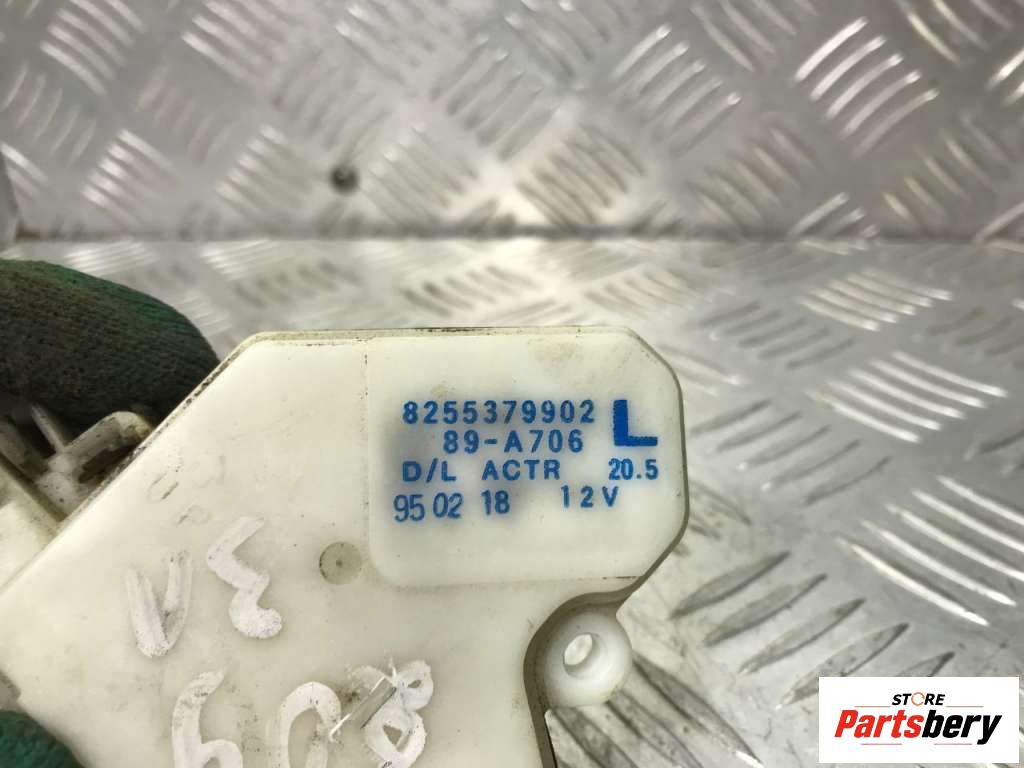 8255379902 L
89-A706
D/L ACTR 20.5
95 02 18 12V
STORE
Partsbery